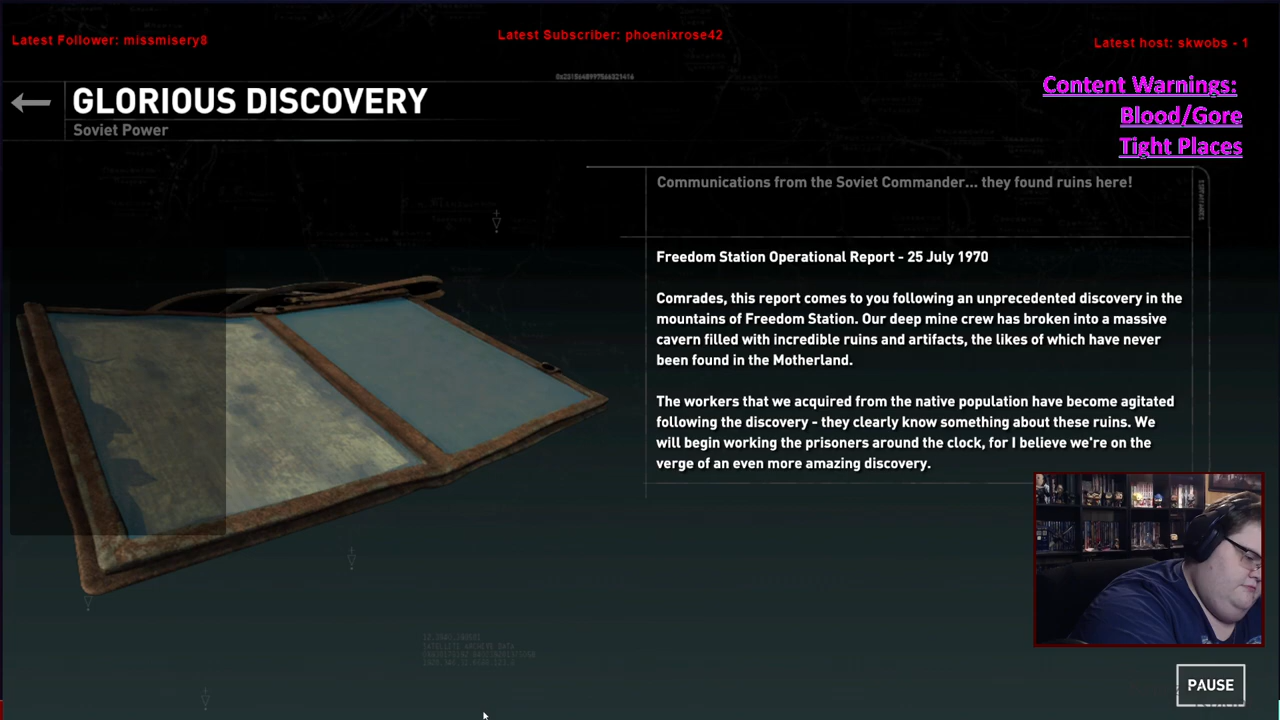 Latest Follower: missmisery8
Latest Subscriber: phoenixrose42
Latest host: skwobs - 1
Content Warnings:
Blood/Gore
Tight Places
GLORIOUS DISCOVERY
Soviet Power
Communications from the Soviet Commander... they found ruins here!
Freedom Station Operational Report - 25 July 1970
Comrades, this report comes to you following an unprecedented discovery in the
mountains of Freedom Station. Our deep mine crew has broken into a massive
cavern filled with incredible ruins and artifacts, the likes of which have never
been found in the Motherland.
The workers that we acquired from the native population have become agitated
following the discovery - they clearly know something about these ruins. We
will begin working the prisoners around the clock, for I believe we're on the
verge of an even more amazing discovery.
SATELLITE ARCHIVE DATA
PAUSE